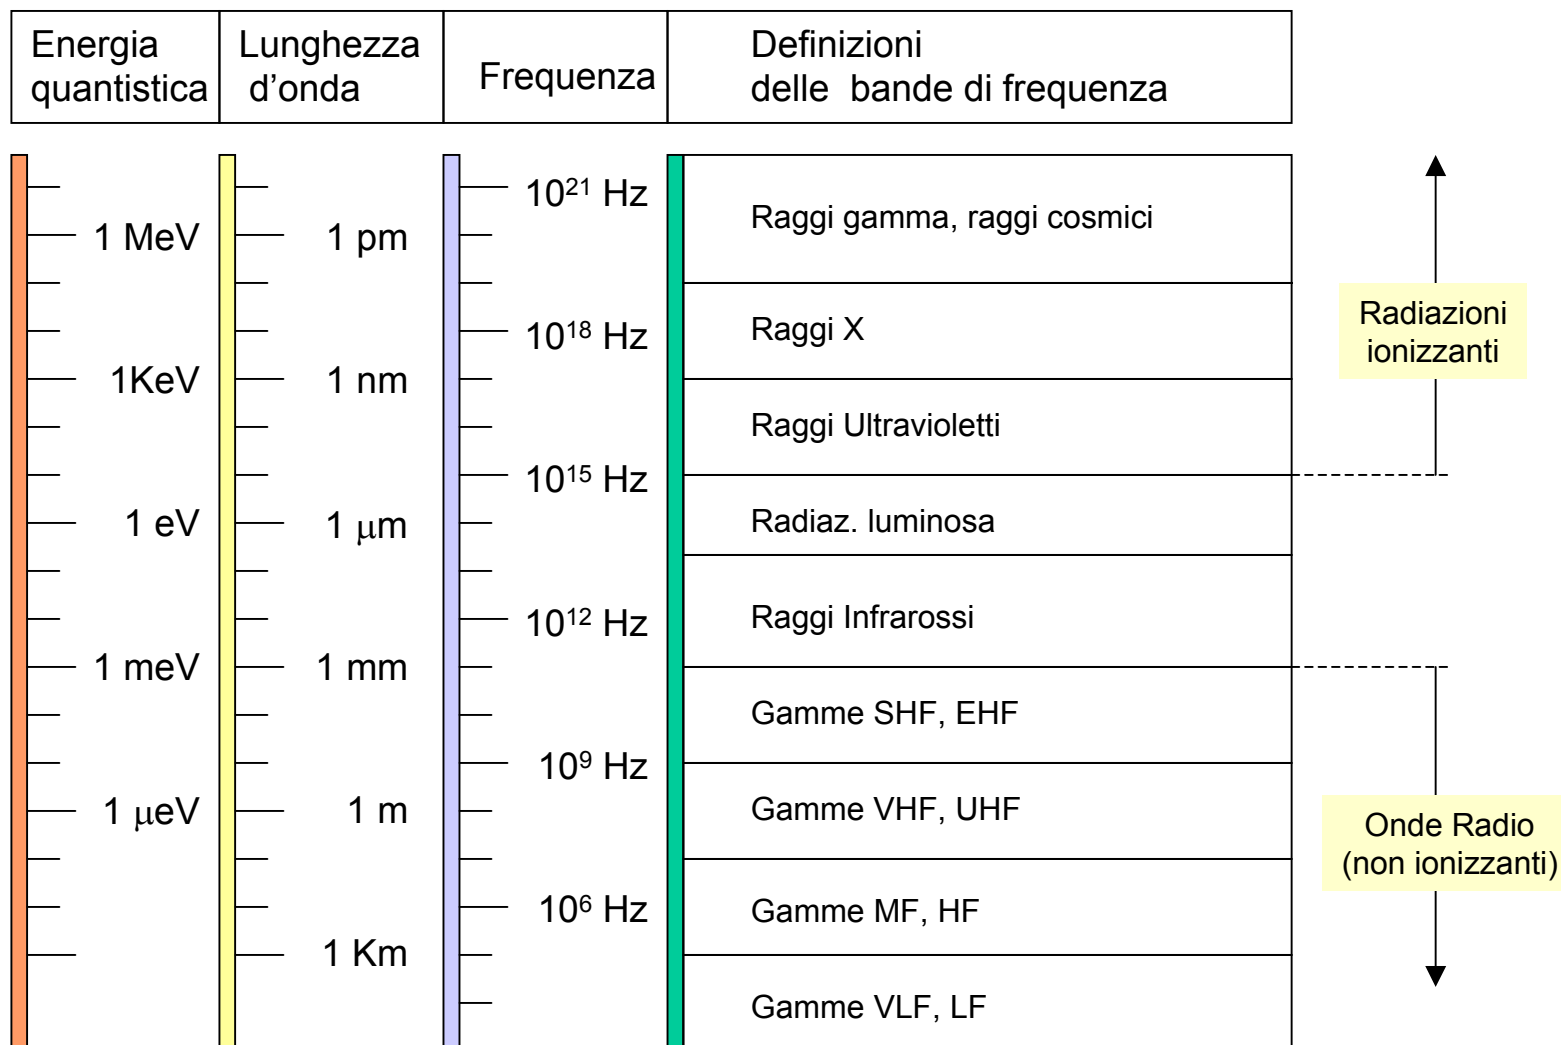 Energia
quantistica
Lunghezza
d'onda
Frequenza
Definizioni
delle bande di frequenza
1 MeV
1 pm
10²¹ Hz
Raggi gamma, raggi cosmici
1KeV
1 nm
10¹⁸ Hz
Raggi X
Raggi Ultravioletti
1 eV
1 μm
10¹⁵ Hz
Radiaz. luminosa
1 meV
1 mm
10¹² Hz
Raggi Infrarossi
Gamme SHF, EHF
1 μeV
1 m
10⁹ Hz
Gamme VHF, UHF
1 Km
10⁶ Hz
Gamme MF, HF
Gamme VLF, LF
Radiazioni
ionizzanti
Onde Radio
(non ionizzanti)